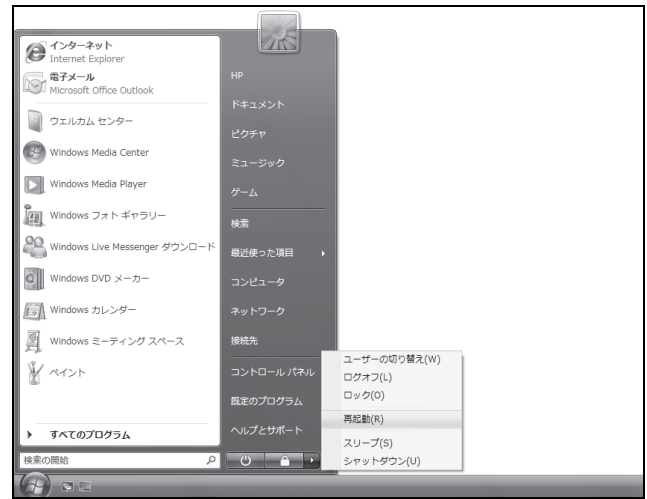 インターネット
Internet Explorer
電子メール
Microsoft Office Outlook
ウェルカム センター
Windows Media Center
Windows Media Player
Windows フォト ギャラリー
Windows Live Messenger ダウンロード
Windows DVD メーカー
Windows カレンダー
Windows ミーティング スペース
ペイント
すべてのプログラム
検索の開始
HP
ドキュメント
ピクチャ
ミュージック
ゲーム
検索
最近使った項目
コンピュータ
ネットワーク
接続先
コントロール パネル
既定のプログラム
ヘルプとサポート
ユーザーの切り替え(W)
ログオフ(L)
ロック(O)
再起動(R)
スリープ(S)
シャットダウン(U)